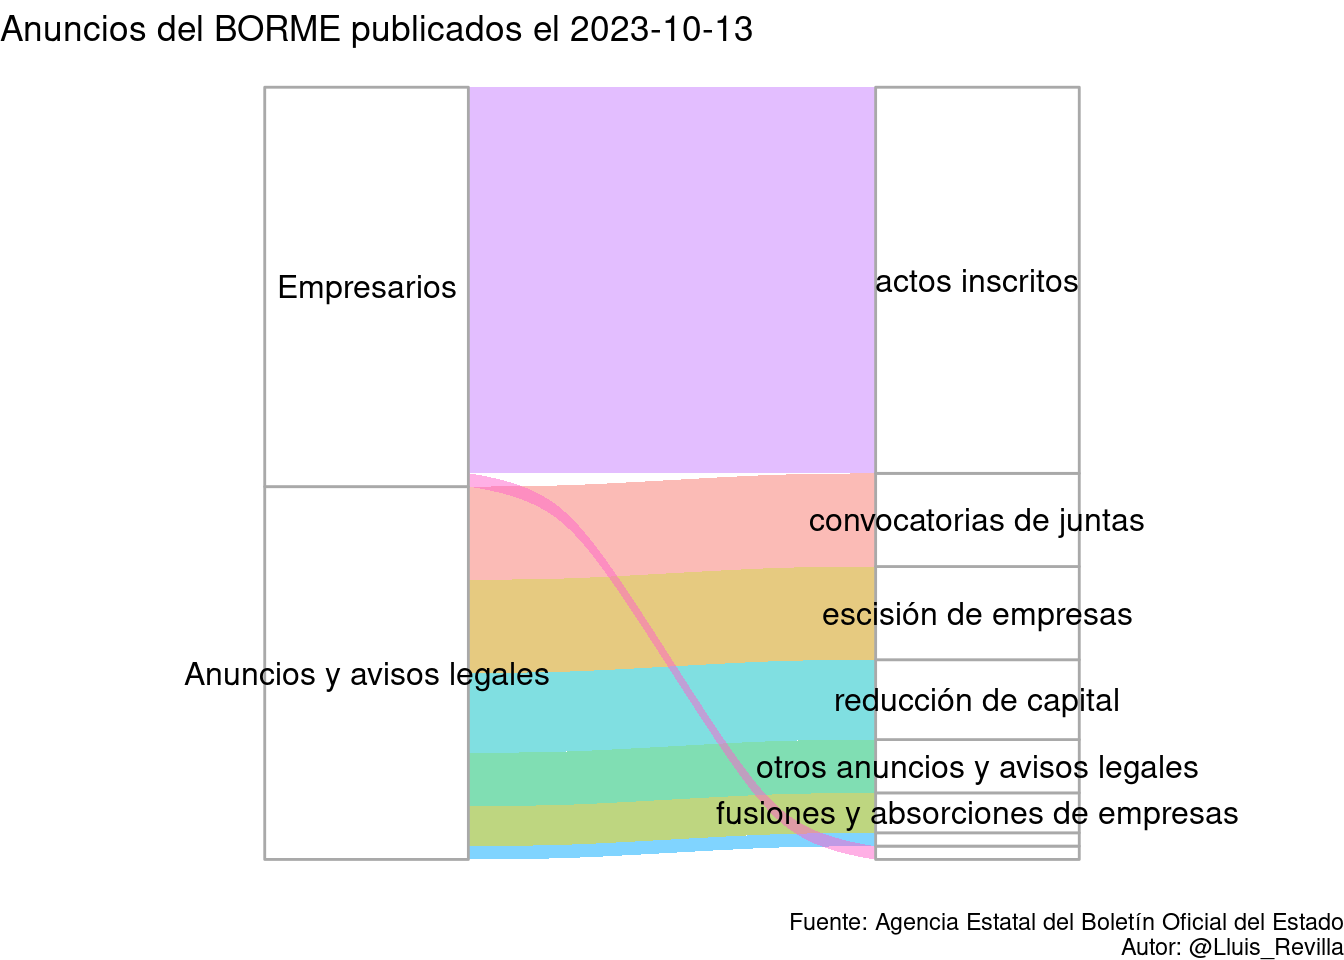 Anuncios del BORME publicados el 2023-10-13
Empresarios
actos inscritos
convocatorias de juntas
escisión de empresas
Anuncios y avisos legales
reducción de capital
otros anuncios y avisos legales
fusiones y absorciones de empresas
Fuente: Agencia Estatal del Boletín Oficial del Estado
Autor: @Lluis_Revilla